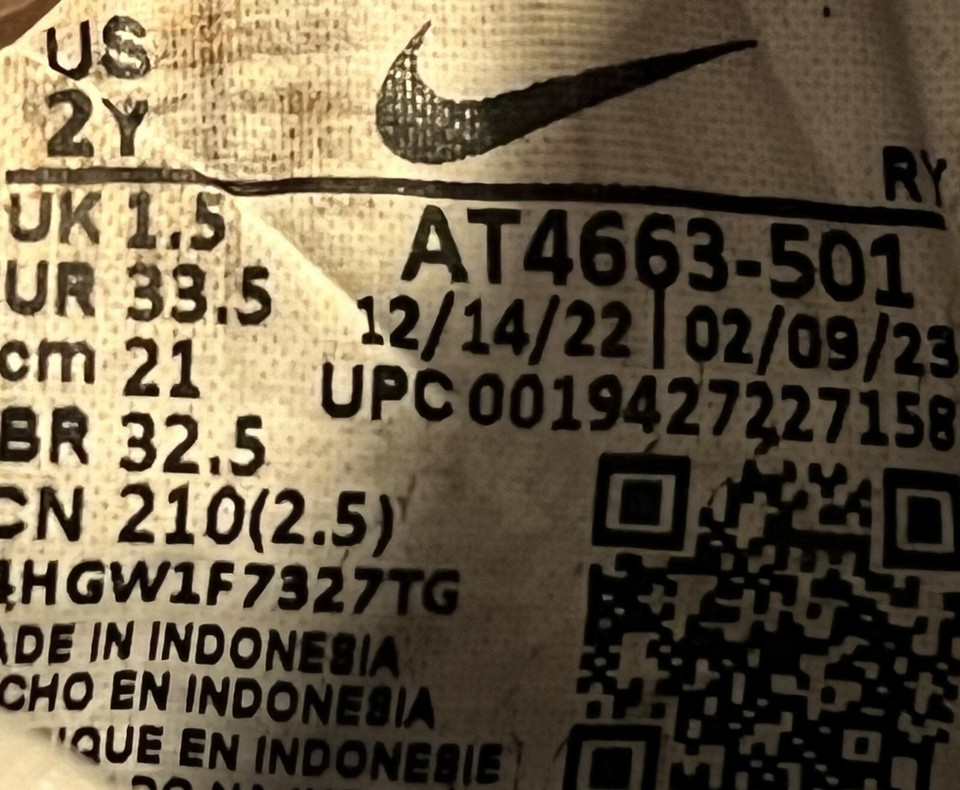 US
2Y
RY
UK 1.5
UR 33.5
cm 21
BR 32.5
CN 210(2.5)
AT4663-501
12/14/22 | 02/09/23
UPC 0019427227158
4HGW1F7327TG
ADE IN INDONESIA
CHO EN INDONESIA
IQUE EN INDONESIE